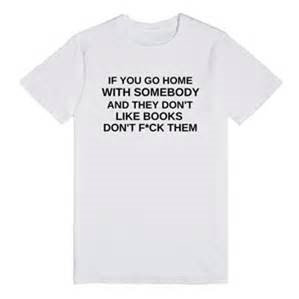 IF YOU GO HOME
WITH SOMEBODY
AND THEY DON'T
LIKE BOOKS
DON'T F*CK THEM